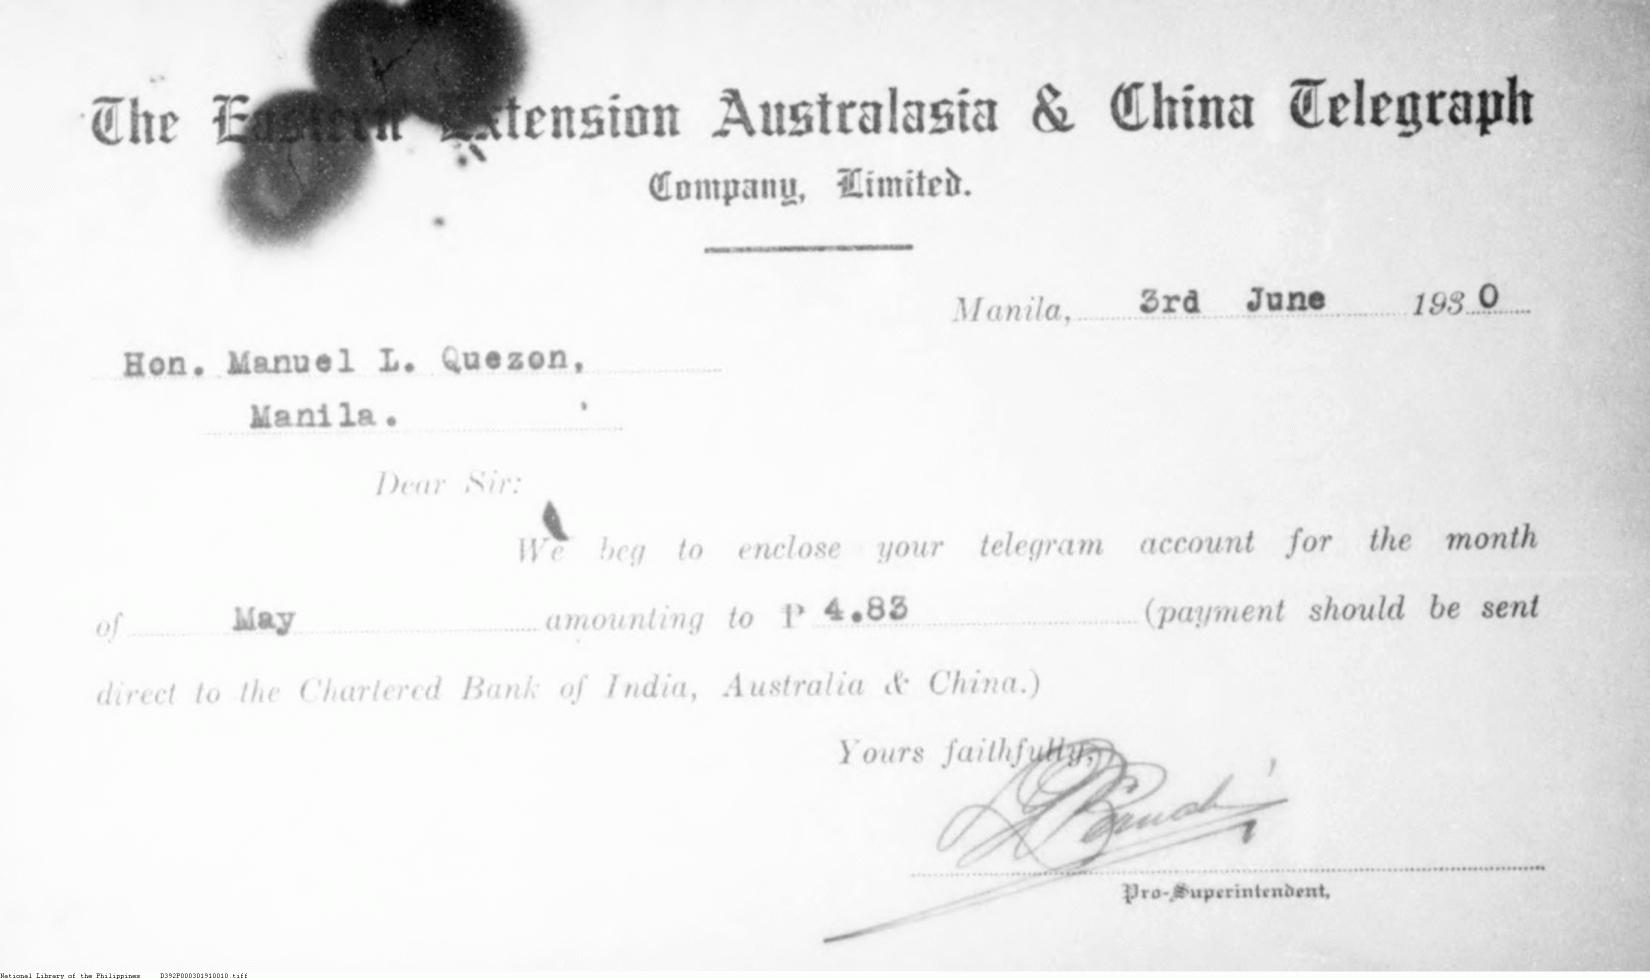 The Eastern Extension Australasia & China Telegraph
Company, Limited.
Manila, 3rd June 1930
Hon. Manuel L. Quezon,
Manila.
Dear Sir:
We beg to enclose your telegram account for the month
of May amounting to ₱ 4.83 (payment should be sent
direct to the Chartered Bank of India, Australia & China.)
Yours faithfully,
Pro-Superintendent,
National Library of the Philippines D392P000301910010.tiff